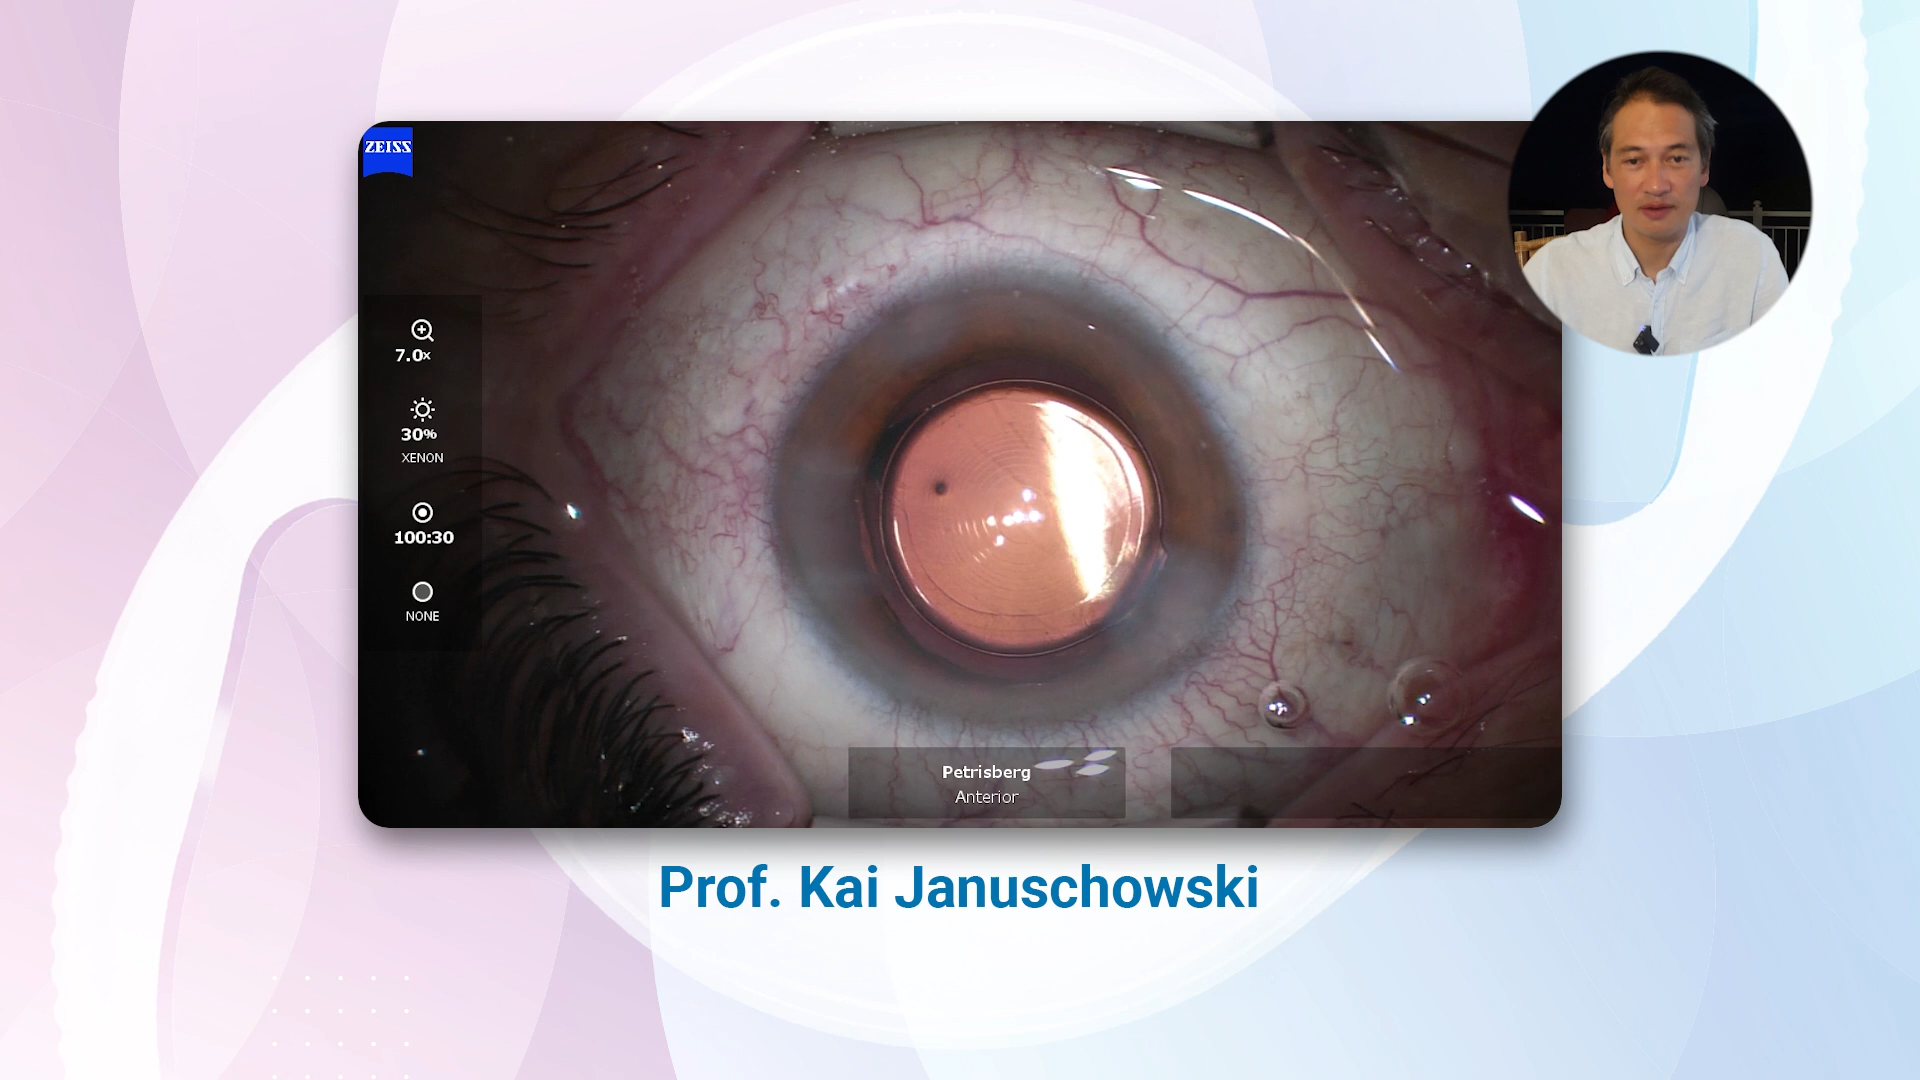 ZEISS
7.0x
30%
XENON
100:30
NONE
Petrisberg
Anterior
Prof. Kai Januschowski